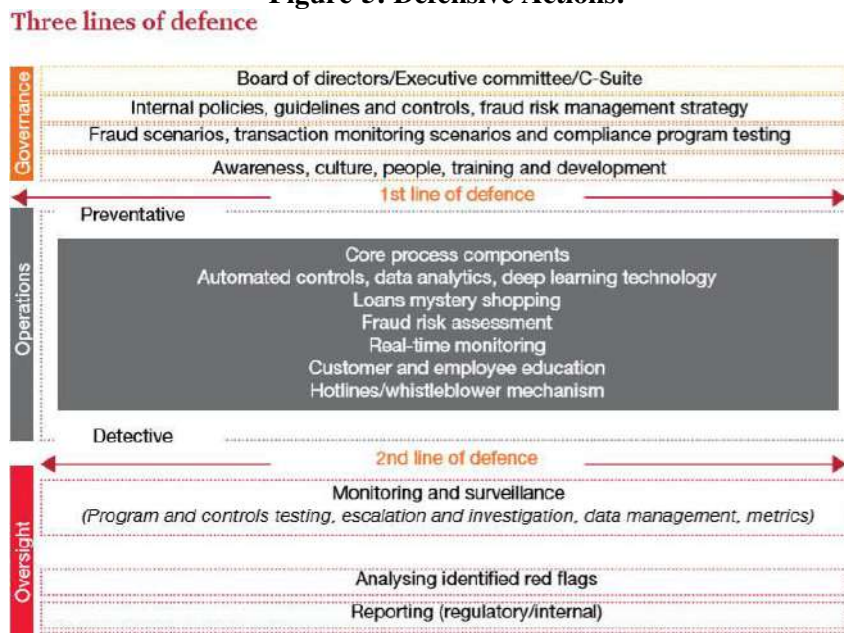 Figure 3: Defensive Actions.
Three lines of defence
Governance
Board of directors/Executive committee/C-Suite
Internal policies, guidelines and controls, fraud risk management strategy
Fraud scenarios, transaction monitoring scenarios and compliance program testing
Awareness, culture, people, training and development
1st line of defence
Operations
Preventative
Core process components
Automated controls, data analytics, deep learning technology
Loans mystery shopping
Fraud risk assessment
Real-time monitoring
Customer and employee education
Hotlines/whistleblower mechanism
Detective
2nd line of defence
Oversight
Monitoring and surveillance
(Program and controls testing, escalation and investigation, data management, metrics)
Analysing identified red flags
Reporting (regulatory/internal)